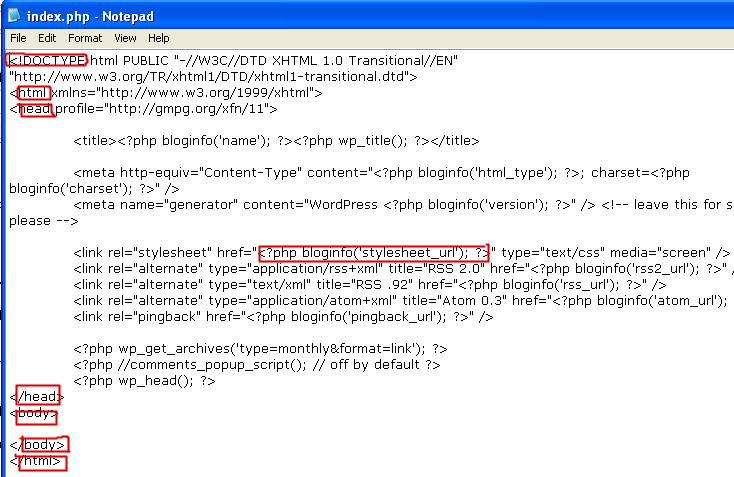 index.php - Notepad
File Edit Format View Help
<!DOCTYPE html PUBLIC "-//W3C//DTD XHTML 1.0 Transitional//EN"
"http://www.w3.org/TR/xhtml1/DTD/xhtml1-transitional.dtd">
<html xmlns="http://www.w3.org/1999/xhtml">
<head profile="http://gmpg.org/xfn/11">
<title><?php bloginfo('name'); ?><?php wp_title(); ?></title>
<meta http-equiv="Content-Type" content="<?php bloginfo('html_type'); ?>; charset=<?php
bloginfo('charset'); ?>" />
<meta name="generator" content="WordPress <?php bloginfo('version'); ?>" /> <!-- leave this for s
please -->
<link rel="stylesheet" href="<?php bloginfo('stylesheet_url'); ?>" type="text/css" media="screen" />
<link rel="alternate" type="application/rss+xml" title="RSS 2.0" href="<?php bloginfo('rss2_url'); ?>" /
<link rel="alternate" type="text/xml" title="RSS .92" href="<?php bloginfo('rss_url'); ?>" />
<link rel="alternate" type="application/atom+xml" title="Atom 0.3" href="<?php bloginfo('atom_url');
<link rel="pingback" href="<?php bloginfo('pingback_url'); ?>" />
<?php wp_get_archives('type=monthly&format=link'); ?>
<?php //comments_popup_script(); // off by default ?>
<?php wp_head(); ?>
</head>
<body>
</body>
</html>